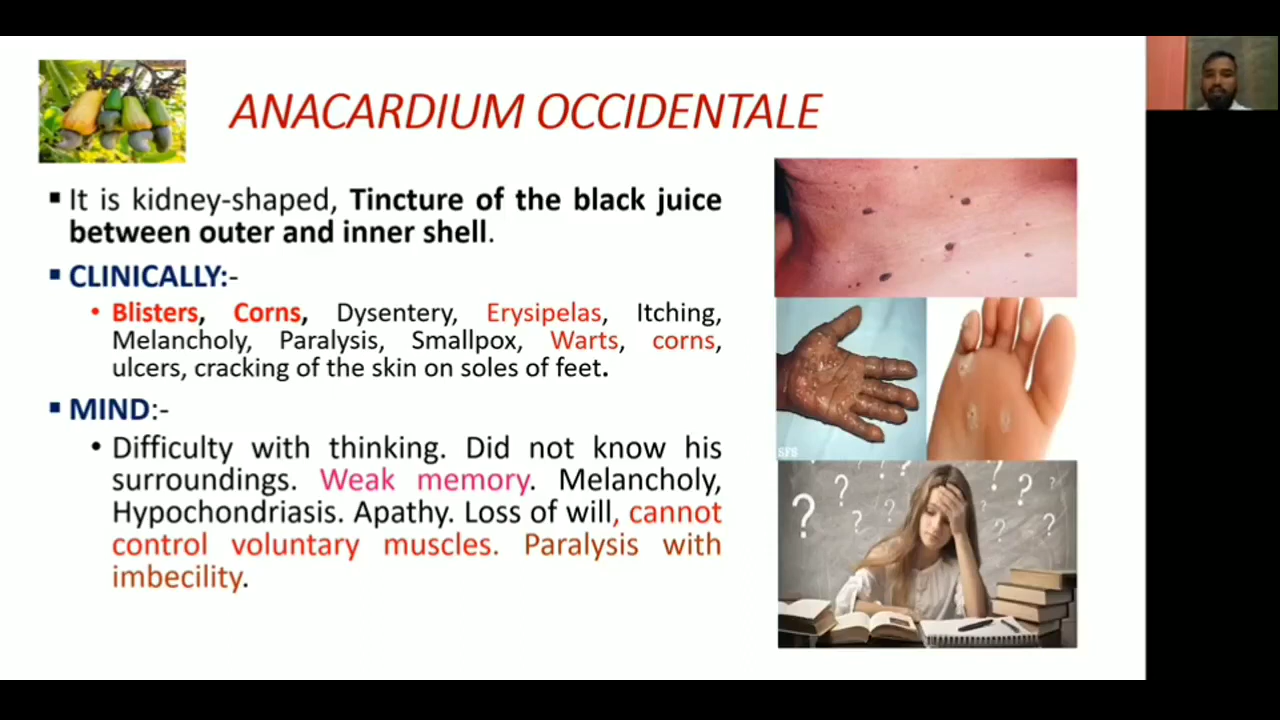 ANACARDIUM OCCIDENTALE
▪ It is kidney-shaped, Tincture of the black juice
between outer and inner shell.
▪ CLINICALLY:-
• Blisters, Corns, Dysentery, Erysipelas, Itching,
Melancholy, Paralysis, Smallpox, Warts, corns,
ulcers, cracking of the skin on soles of feet.
▪ MIND:-
• Difficulty with thinking. Did not know his
surroundings. Weak memory. Melancholy,
Hypochondriasis. Apathy. Loss of will, cannot
control voluntary muscles. Paralysis with
imbecility.
SFS
? ? ? ? ? ? ? ? ?